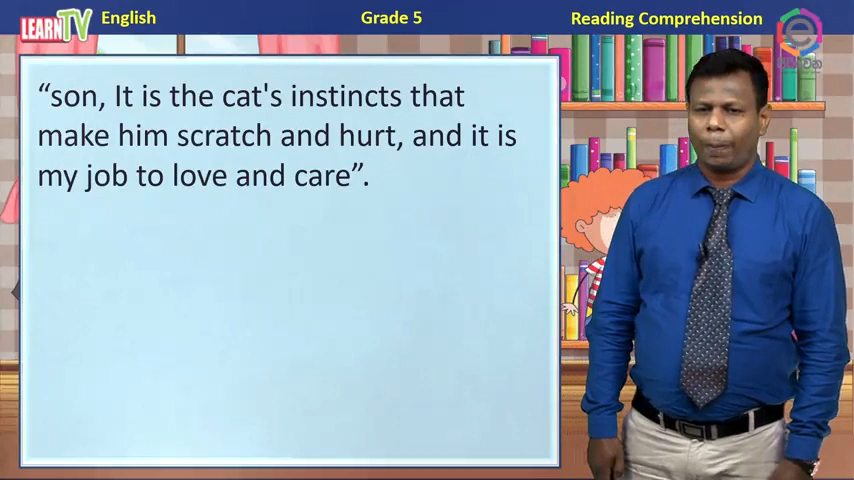 LEARN TV
English
Grade 5
Reading Comprehension
“son, It is the cat's instincts that
make him scratch and hurt, and it is
my job to love and care”.